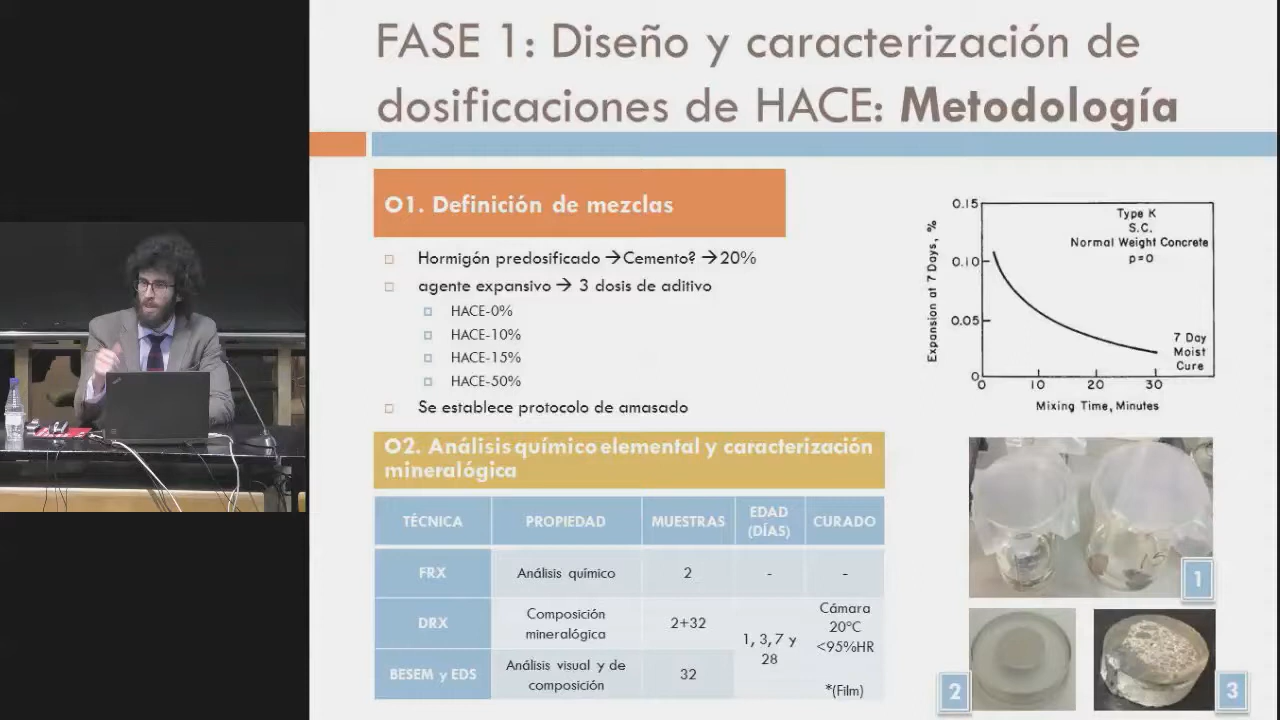 FASE 1: Diseño y caracterización de
dosificaciones de HACE: Metodología
O1. Definición de mezclas
Hormigón predosificado →Cemento? →20%
agente expansivo → 3 dosis de aditivo
HACE-0%
HACE-10%
HACE-15%
HACE-50%
Se establece protocolo de amasado
0.15
0.10
0.05
0
0
10
20
30
Expansion at 7 Days, %
Type K
S.C.
Normal Weight Concrete
p=0
7 Day
Moist
Cure
Mixing Time, Minutes
O2. Análisis químico elemental y caracterización
mineralógica
TÉCNICA
PROPIEDAD
MUESTRAS
EDAD
(DÍAS)
CURADO
FRX
Análisis químico
2
-
-
DRX
Composición
mineralógica
2+32
1, 3, 7 y
28
Cámara
20ºC
<95%HR
*(Film)
BESEM y EDS
Análisis visual y de
composición
32
15
1
2
3